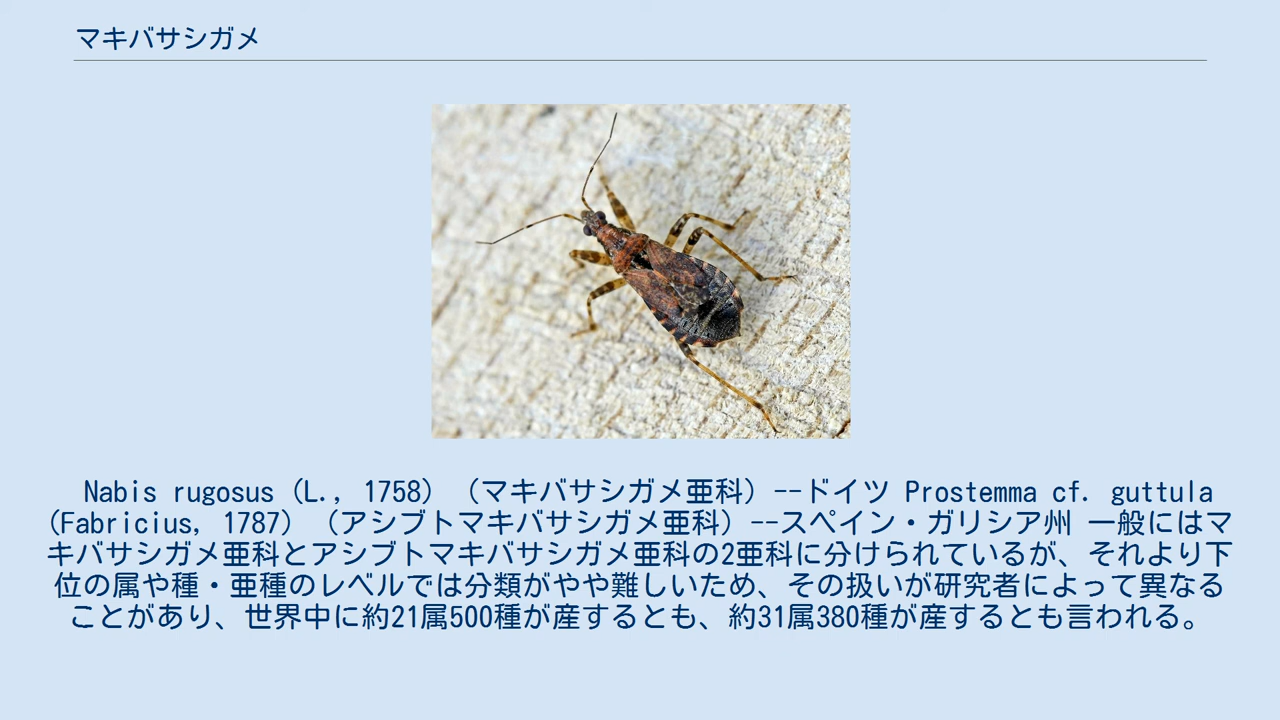 マキバサシガメ
Nabis rugosus (L., 1758) （マキバサシガメ亜科）--ドイツ Prostemma cf. guttula
(Fabricius, 1787) （アシブトマキバサシガメ亜科）--スペイン・ガリシア州 一般にはマ
キバサシガメ亜科とアシブトマキバサシガメ亜科の2亜科に分けられているが、それより下
位の属や種・亜種のレベルでは分類がやや難しいため、その扱いが研究者によって異なる
ことがあり、世界中に約21属500種が産するとも、約31属380種が産するとも言われる。